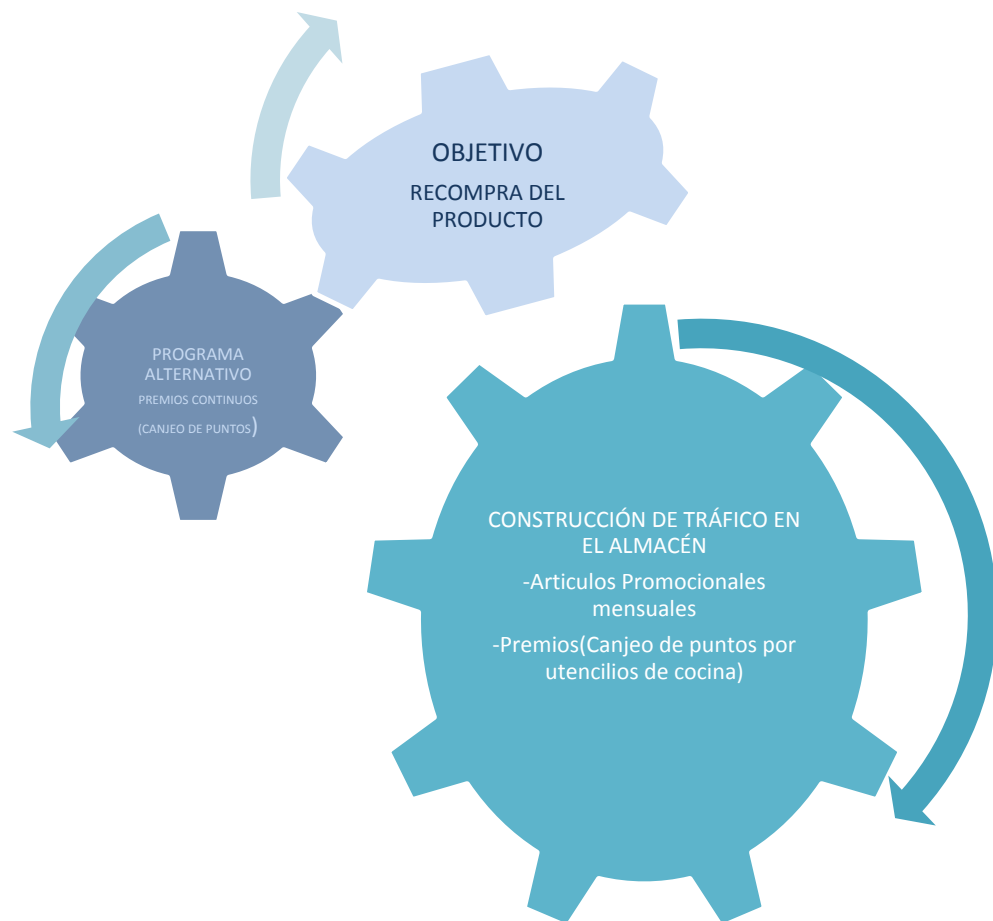 OBJETIVO
RECOMPRA DEL
PRODUCTO
PROGRAMA
ALTERNATIVO
PREMIOS CONTINUOS
(CANJEO DE PUNTOS)
CONSTRUCCIÓN DE TRÁFICO EN
EL ALMACÉN
-Articulos Promocionales
mensuales
-Premios(Canjeo de puntos por
utencilios de cocina)